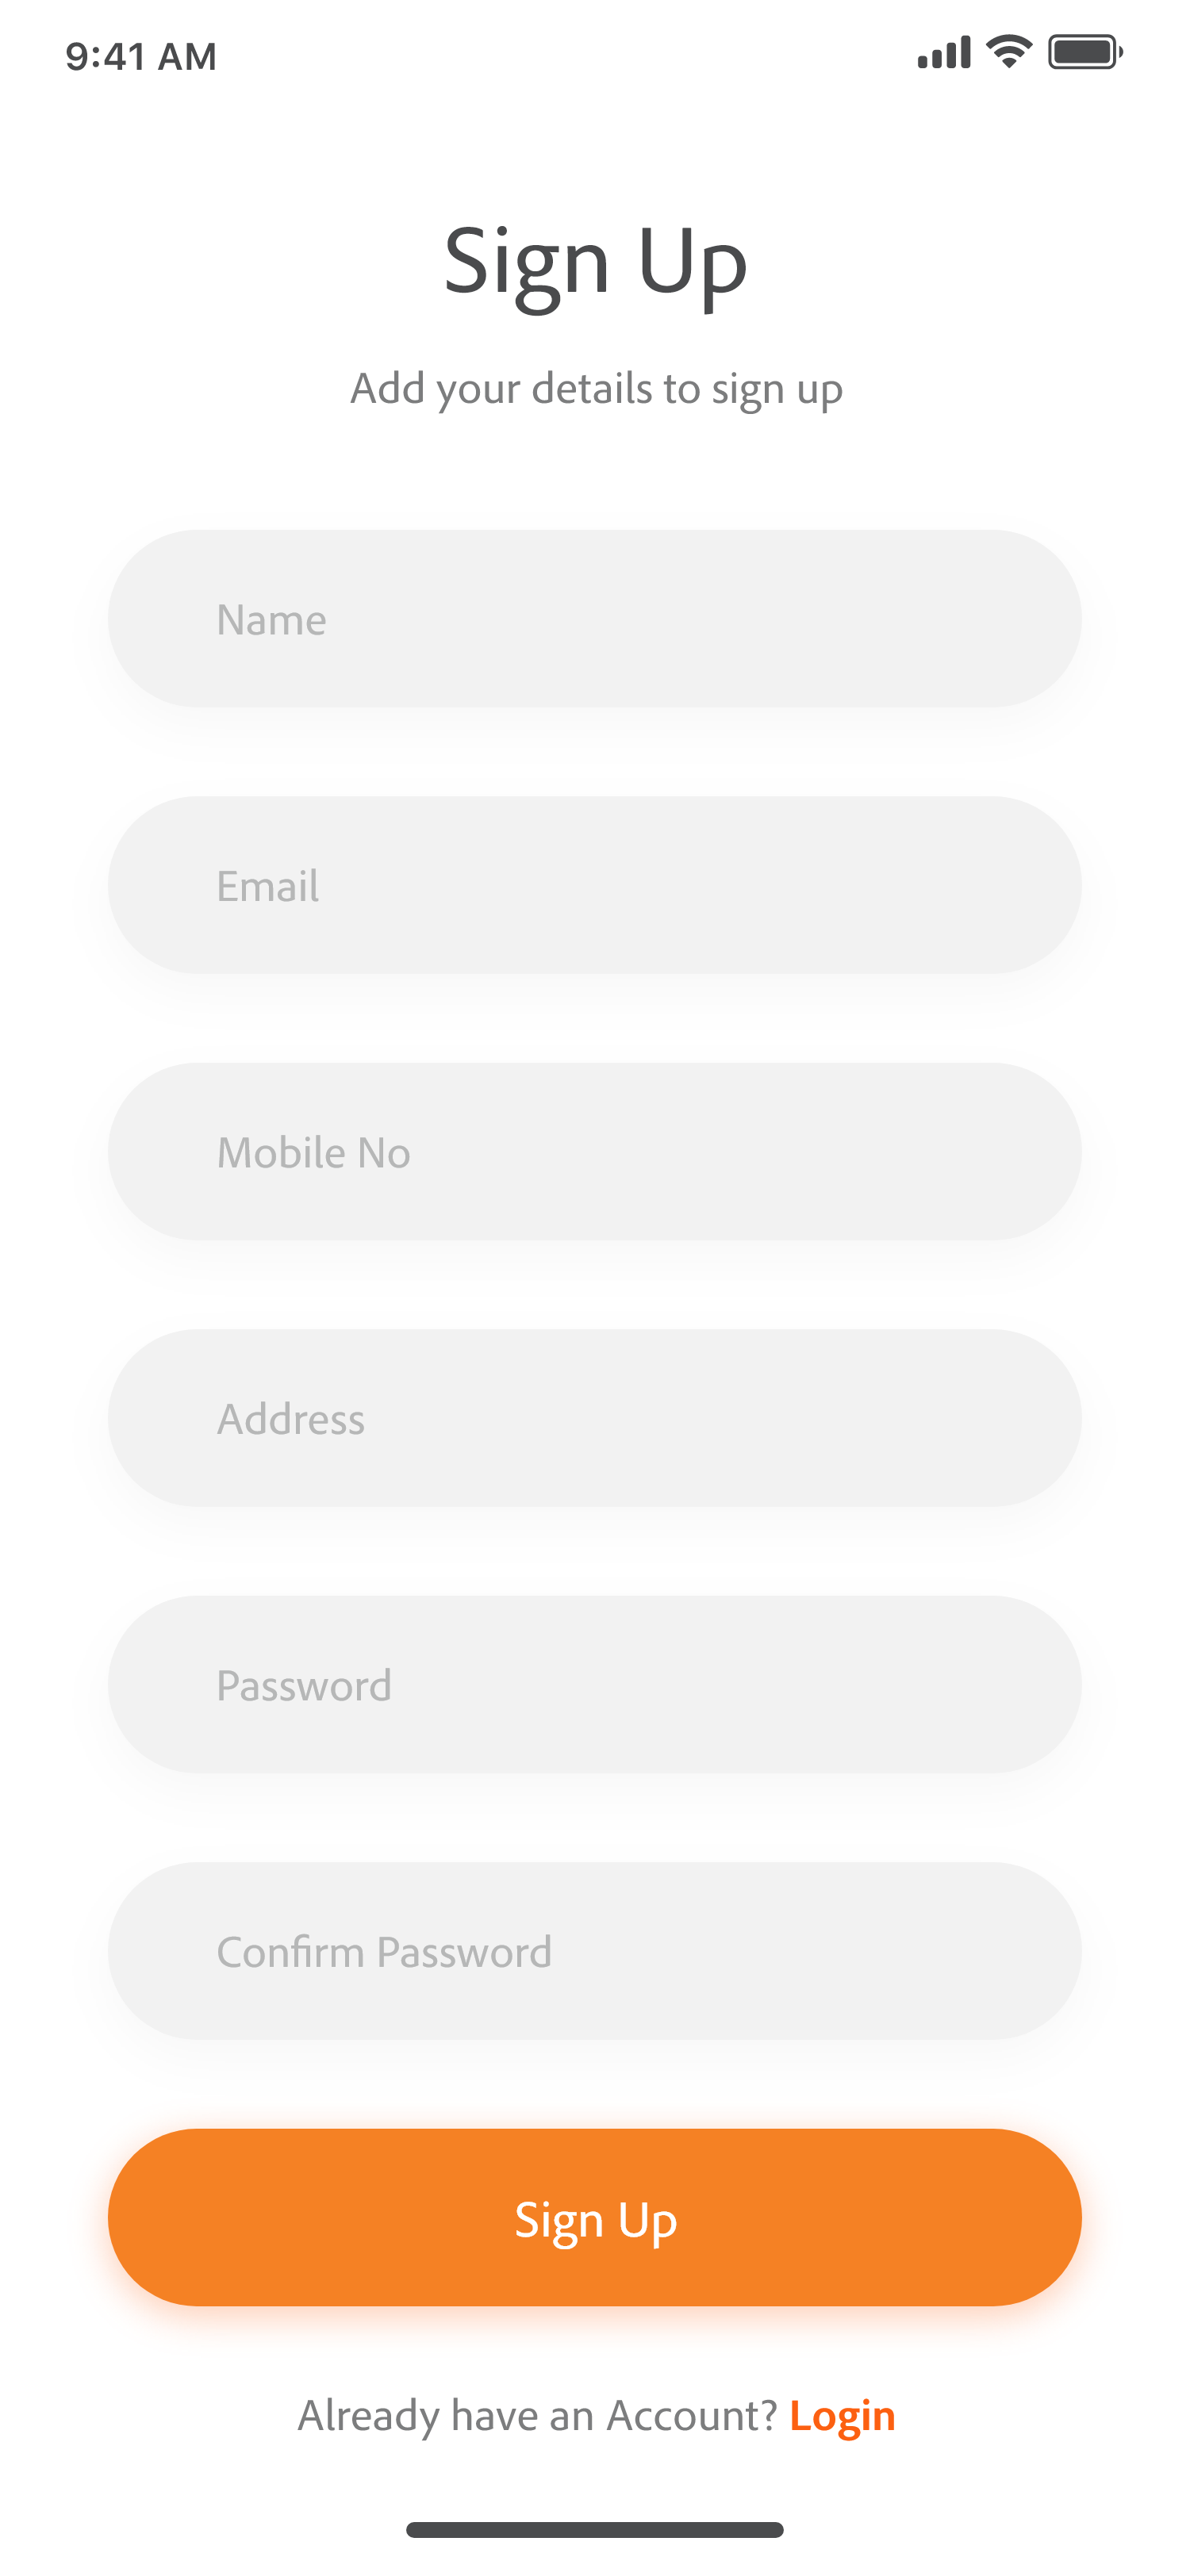 9:41 AM
Sign Up
Add your details to sign up
Name
Email
Mobile No
Address
Password
Confirm Password
Sign Up
Already have an Account? Login